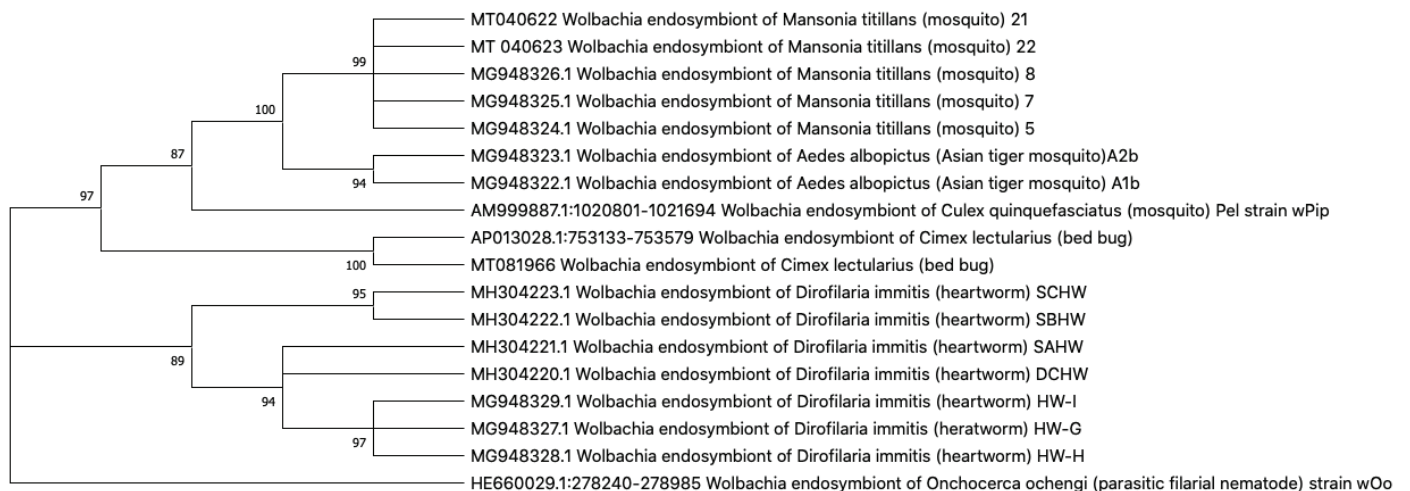 MT040622 Wolbachia endosymbiont of Mansonia titillans (mosquito) 21
MT 040623 Wolbachia endosymbiont of Mansonia titillans (mosquito) 22
99
MG948326.1 Wolbachia endosymbiont of Mansonia titillans (mosquito) 8
MG948325.1 Wolbachia endosymbiont of Mansonia titillans (mosquito) 7
100
MG948324.1 Wolbachia endosymbiont of Mansonia titillans (mosquito) 5
87
MG948323.1 Wolbachia endosymbiont of Aedes albopictus (Asian tiger mosquito)A2b
94
MG948322.1 Wolbachia endosymbiont of Aedes albopictus (Asian tiger mosquito) A1b
97
AM999887.1:1020801-1021694 Wolbachia endosymbiont of Culex quinquefasciatus (mosquito) Pel strain wPip
AP013028.1:753133-753579 Wolbachia endosymbiont of Cimex lectularius (bed bug)
100
MT081966 Wolbachia endosymbiont of Cimex lectularius (bed bug)
95
MH304223.1 Wolbachia endosymbiont of Dirofilaria immitis (heartworm) SCHW
MH304222.1 Wolbachia endosymbiont of Dirofilaria immitis (heartworm) SBHW
MH304221.1 Wolbachia endosymbiont of Dirofilaria immitis (heartworm) SAHW
89
MH304220.1 Wolbachia endosymbiont of Dirofilaria immitis (heartworm) DCHW
94
MG948329.1 Wolbachia endosymbiont of Dirofilaria immitis (heartworm) HW-I
MG948327.1 Wolbachia endosymbiont of Dirofilaria immitis (heratworm) HW-G
97
MG948328.1 Wolbachia endosymbiont of Dirofilaria immitis (heartworm) HW-H
HE660029.1:278240-278985 Wolbachia endosymbiont of Onchocerca ochengi (parasitic filarial nematode) strain wOo